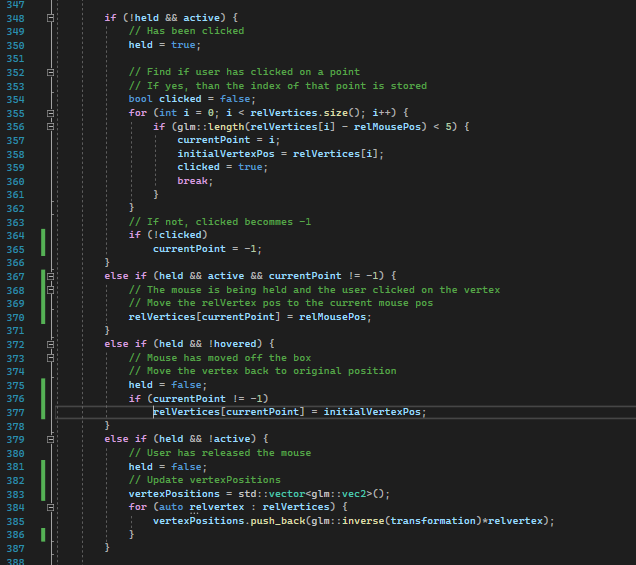 347
348 if (!held && active) {
349 // Has been clicked
350 held = true;
351
352 // Find if user has clicked on a point
353 // If yes, than the index of that point is stored
354 bool clicked = false;
355 for (int i = 0; i < relVertices.size(); i++) {
356 if (glm::length(relVertices[i] - relMousePos) < 5) {
357 currentPoint = i;
358 initialVertexPos = relVertices[i];
359 clicked = true;
360 break;
361 }
362 }
363 // If not, clicked becommes -1
364 if (!clicked)
365 currentPoint = -1;
366 }
367 else if (held && active && currentPoint != -1) {
368 // The mouse is being held and the user clicked on the vertex
369 // Move the relVertex pos to the current mouse pos
370 relVertices[currentPoint] = relMousePos;
371 }
372 else if (held && !hovered) {
373 // Mouse has moved off the box
374 // Move the vertex back to original position
375 held = false;
376 if (currentPoint != -1)
377 relVertices[currentPoint] = initialVertexPos;
378 }
379 else if (held && !active) {
380 // User has released the mouse
381 held = false;
382 // Update vertexPositions
383 vertexPositions = std::vector<glm::vec2>();
384 for (auto relvertex : relVertices) {
385 vertexPositions.push_back(glm::inverse(transformation)*relvertex);
386 }
387 }
388